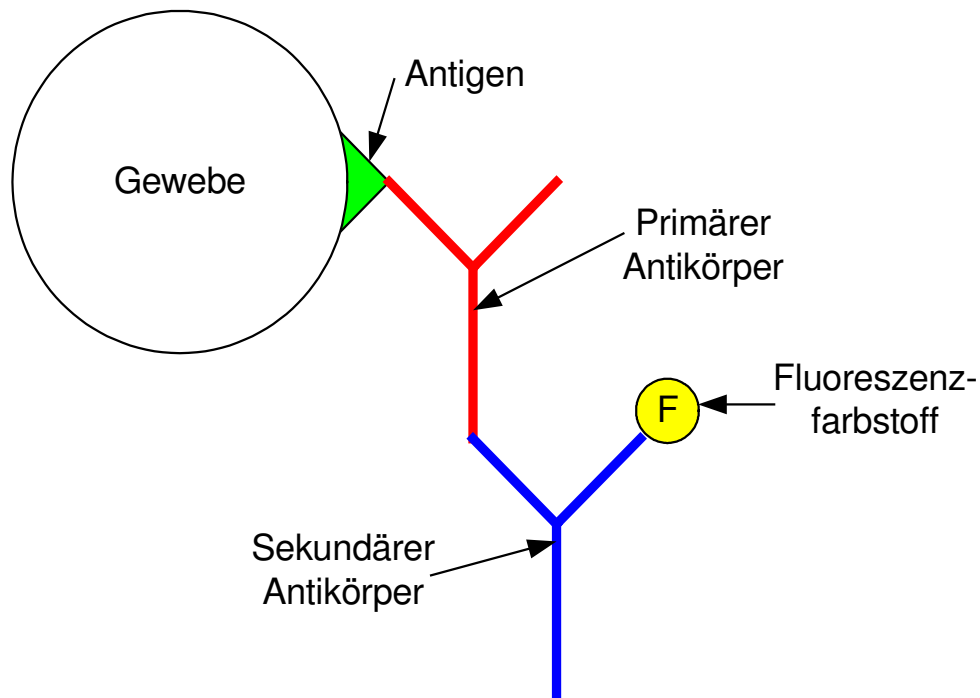 Antigen
Gewebe
Primärer
Antikörper
Fluoreszenz-
farbstoff
F
Sekundärer
Antikörper